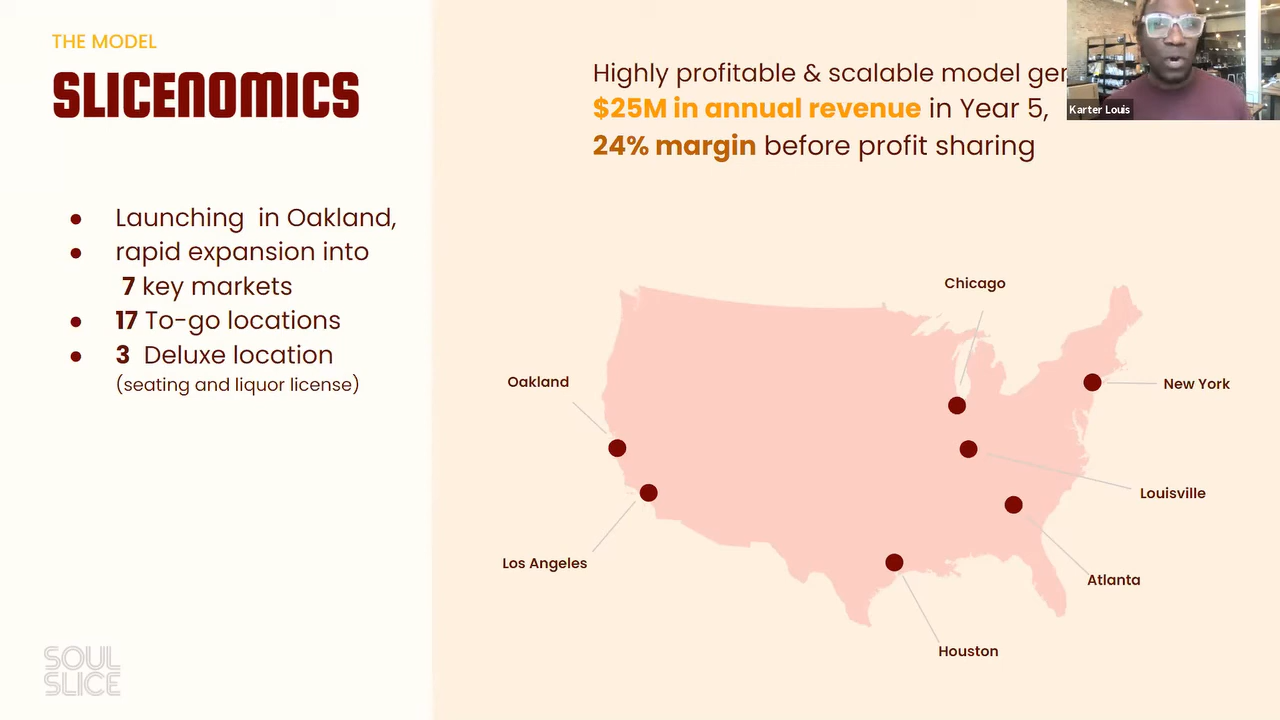 THE MODEL
SLICENOMICS
● Launching  in Oakland,
● rapid expansion into
7 key markets
● 17 To-go locations
● 3  Deluxe location
(seating and liquor license)
Highly profitable & scalable model
$25M in annual revenue in Year 5,
24% margin before profit sharing
Karter Louis
Chicago
Oakland
New York
Louisville
Los Angeles
Atlanta
Houston
SOUL
SLICE